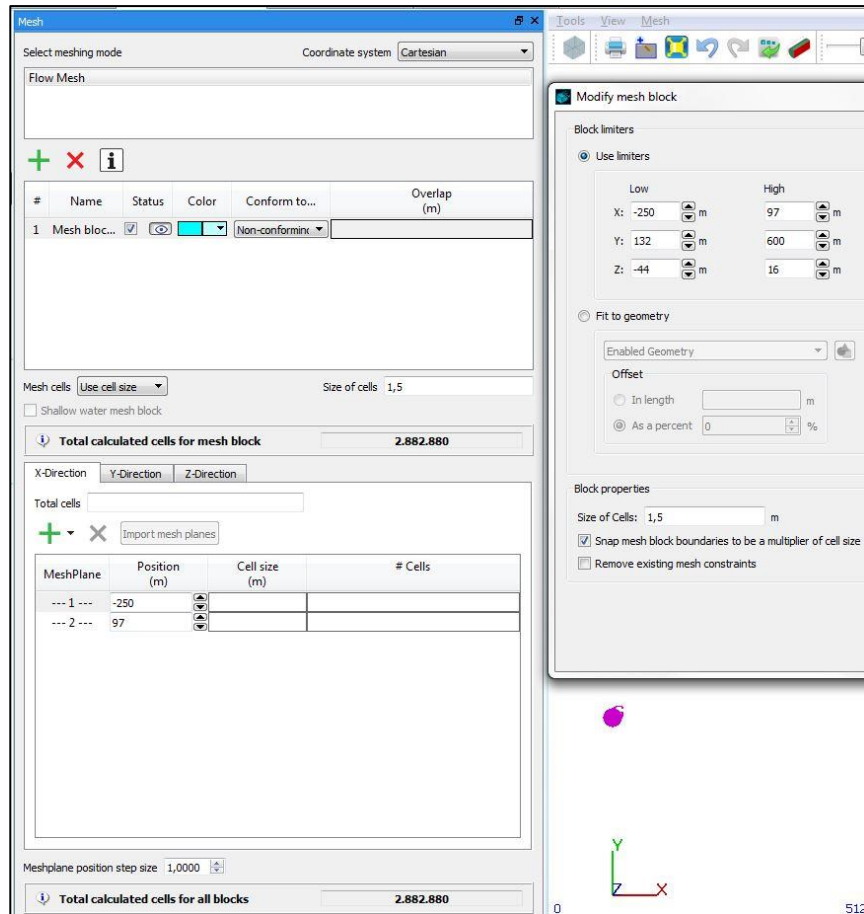 Mesh
Select meshing mode
Coordinate system Cartesian
Flow Mesh
# Name Status Color Conform to... Overlap (m)
1 Mesh bloc... Non-conforming
Mesh cells Use cell size
Size of cells 1,5
Shallow water mesh block
Total calculated cells for mesh block 2.882.880
X-Direction Y-Direction Z-Direction
Total cells
Import mesh planes
MeshPlane Position (m) Cell size (m) # Cells
--- 1 --- -250
--- 2 --- 97
Meshplane position step size 1,0000
Total calculated cells for all blocks 2.882.880
Tools View Mesh
Modify mesh block
Block limiters
Use limiters
Low High
X: -250 m 97 m
Y: 132 m 600 m
Z: -44 m 16 m
Fit to geometry
Enabled Geometry
Offset
In length m
As a percent 0 %
Block properties
Size of Cells: 1,5 m
Snap mesh block boundaries to be a multiplier of cell size
Remove existing mesh constraints
Y
Z X
0 512